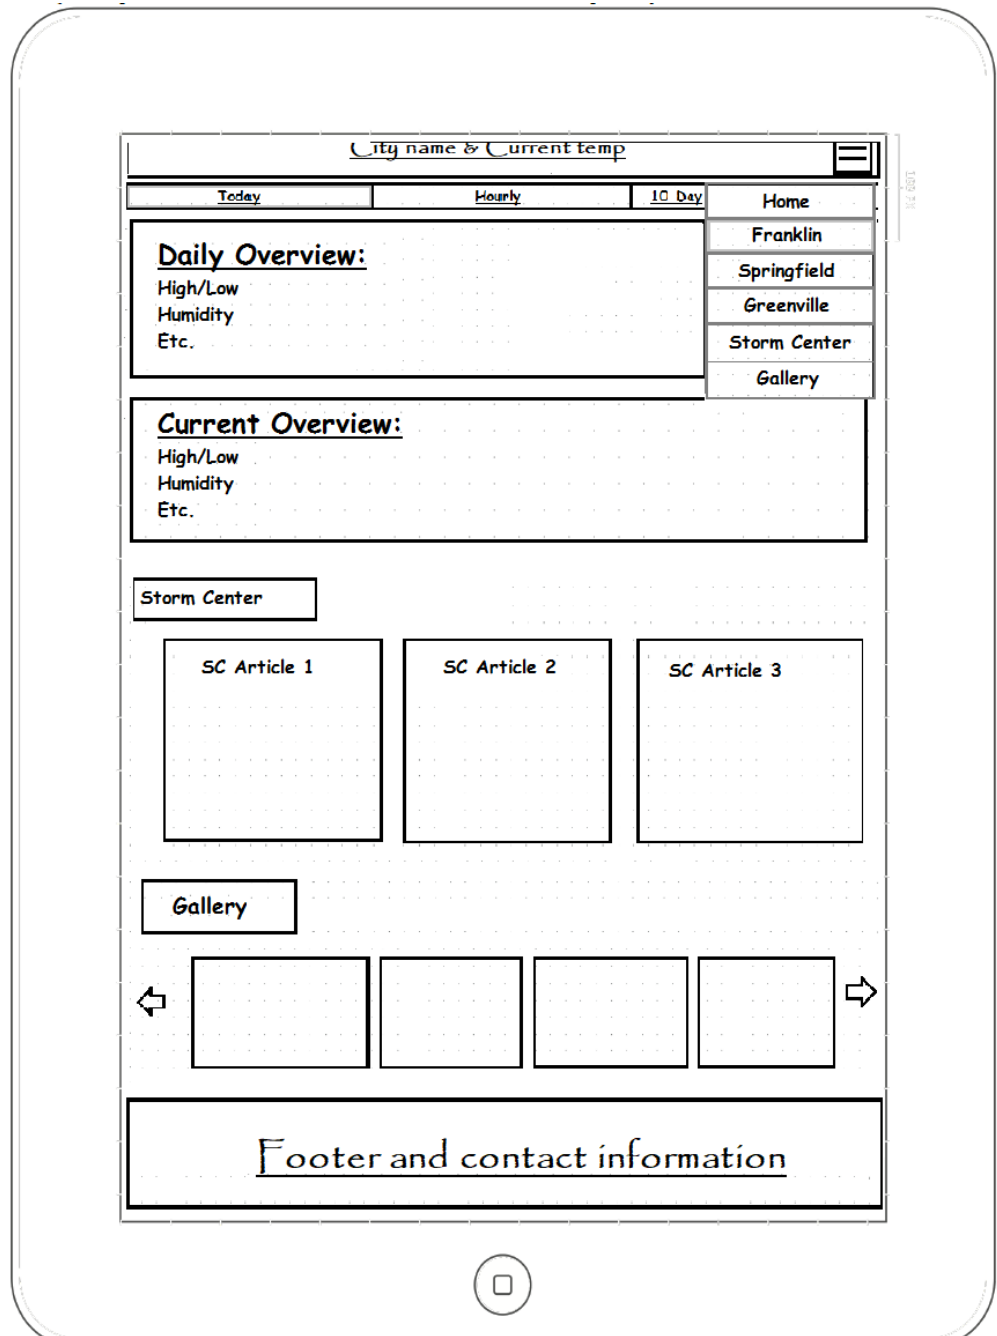 City name & Current temp
Today Hourly 10 Day
Home
Franklin
Springfield
Greenville
Storm Center
Gallery
Daily Overview:
High/Low
Humidity
Etc.
Current Overview:
High/Low
Humidity
Etc.
Storm Center
SC Article 1
SC Article 2
SC Article 3
Gallery
Footer and contact information